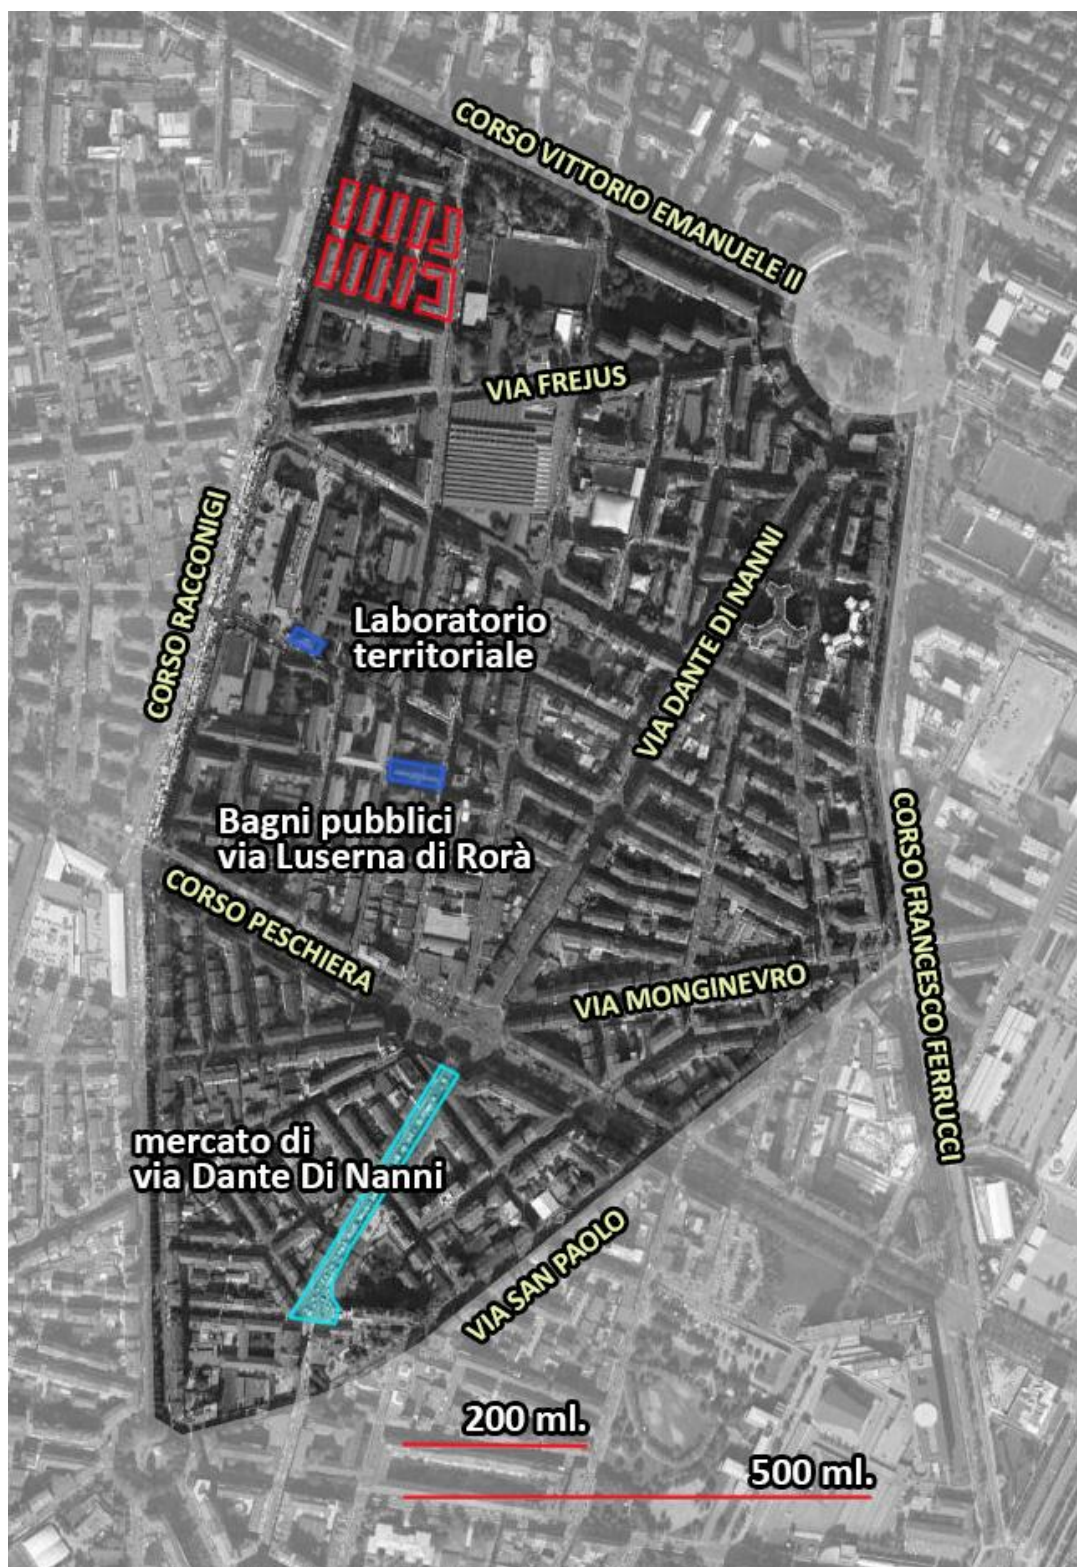 CORSO VITTORIO EMANUELE II
VIA FREJUS
CORSO RACCONIGI
VIA DANTE DI NANNI
Laboratorio
territoriale
Bagni pubblici
via Luserna di Rorà
CORSO PESCHIERA
CORSO FRANCESCO FERRUCCI
VIA MONGINEVRO
mercato di
via Dante Di Nanni
VIA SAN PAOLO
200 ml.
500 ml.